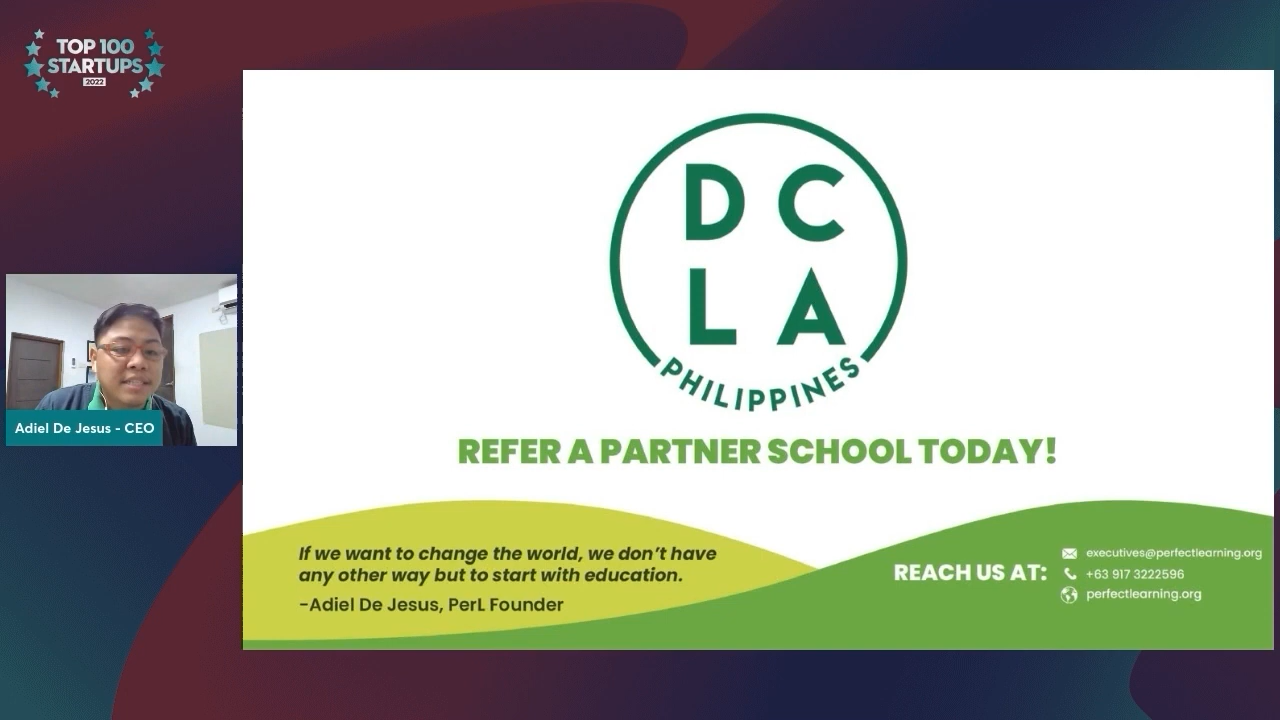 TOP 100
STARTUPS
2022
Adiel De Jesus - CEO
D C
L A
PHILIPPINES
REFER A PARTNER SCHOOL TODAY!
If we want to change the world, we don't have
any other way but to start with education.
-Adiel De Jesus, PerL Founder
REACH US AT:
executives@perfectlearning.org
+63 917 3222596
perfectlearning.org